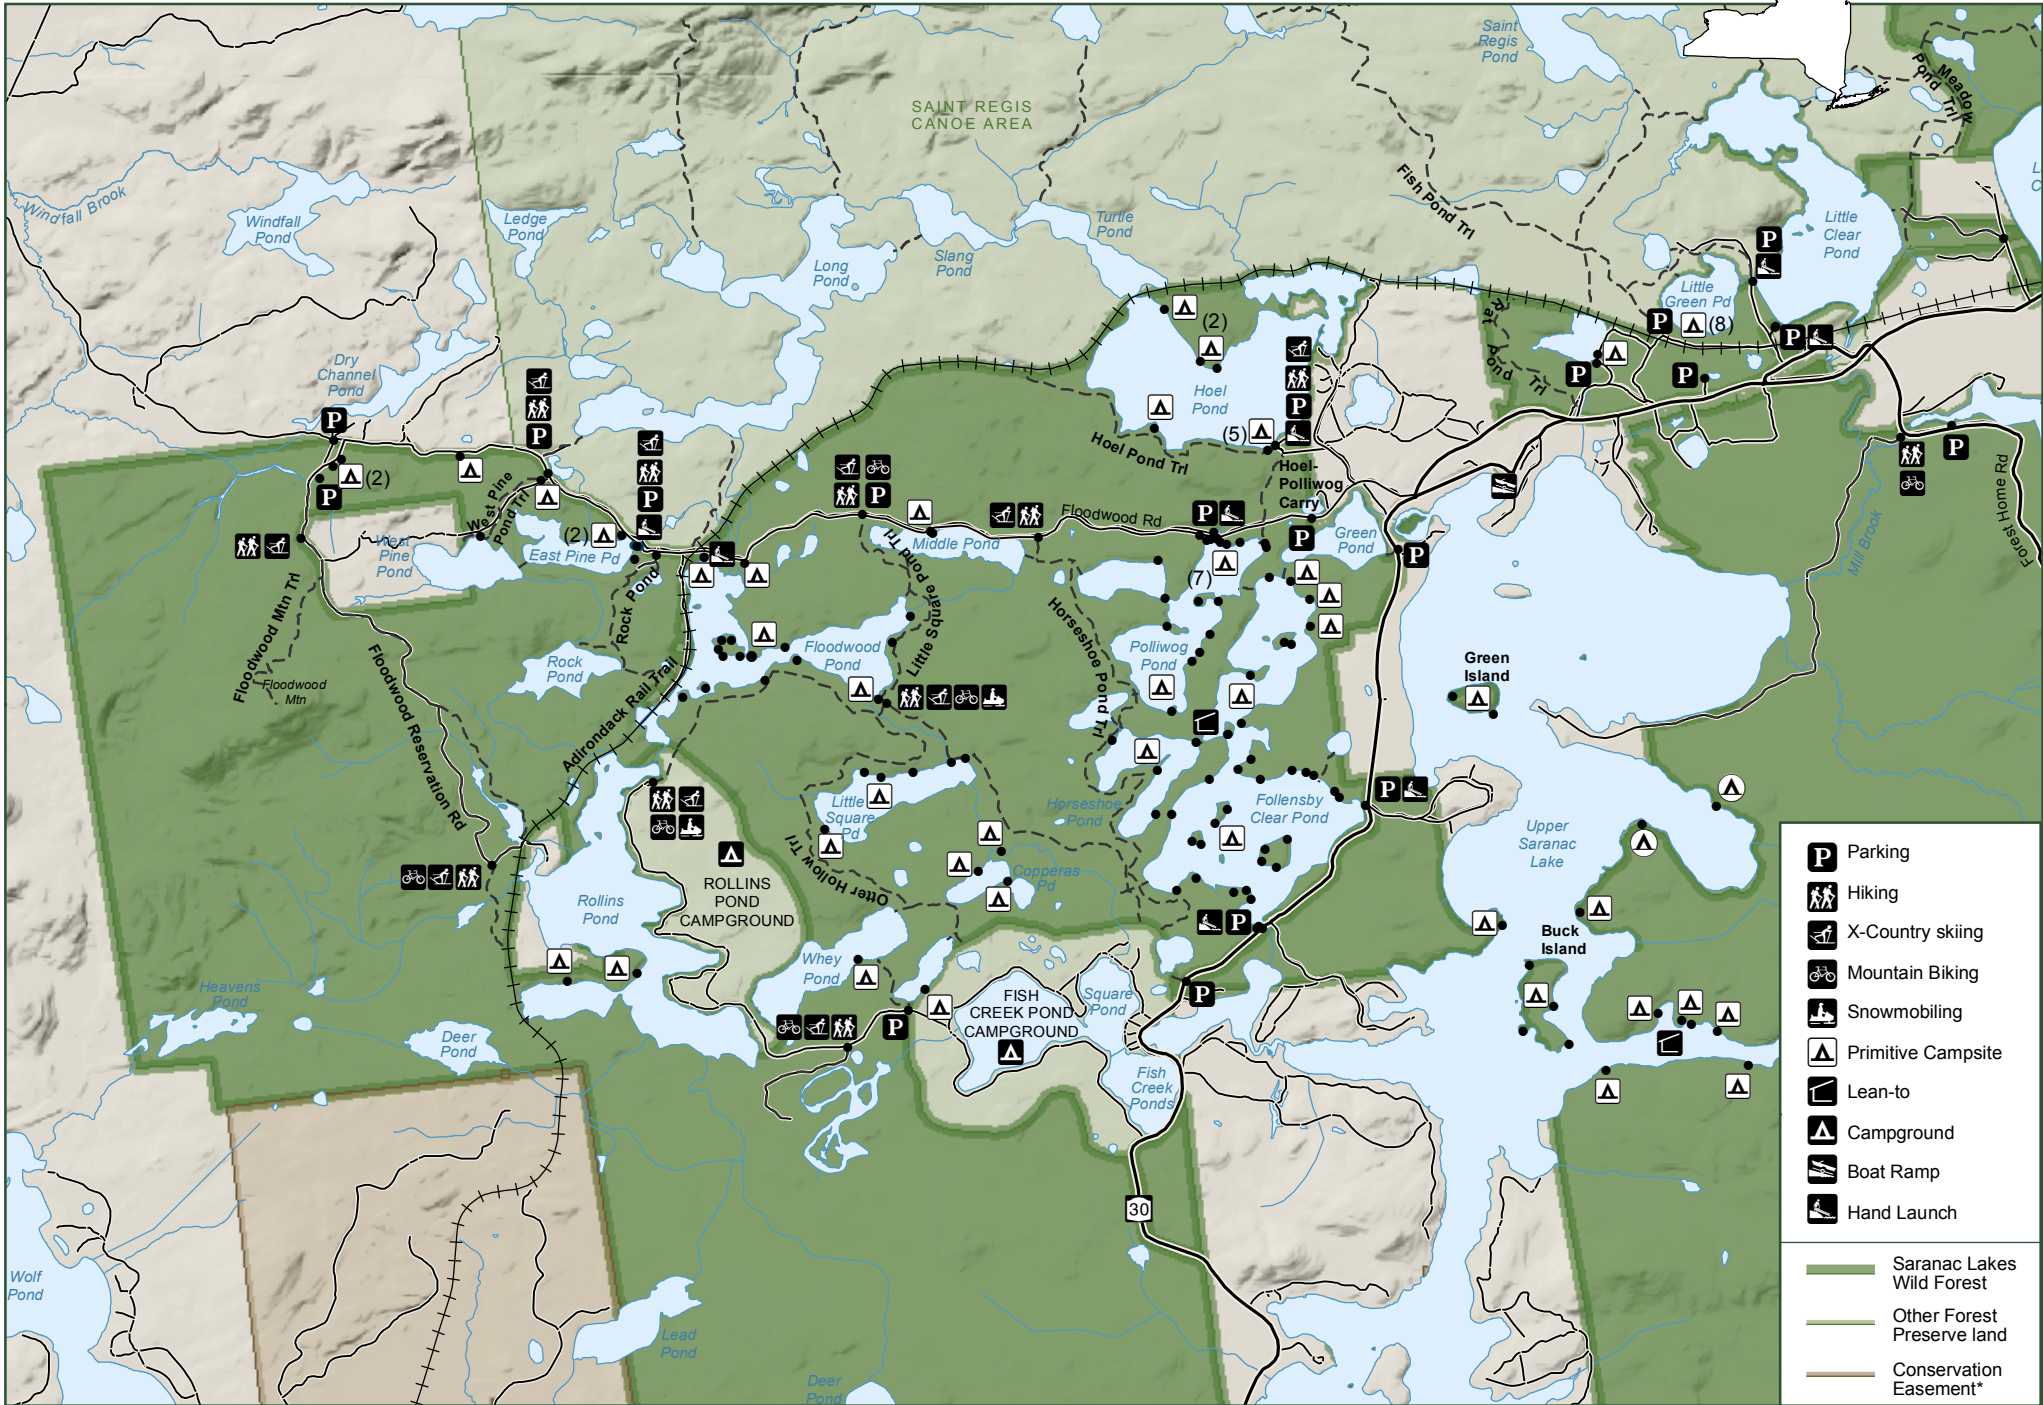 Saint
Regis
Pond
Meadow
Pond Trl
SAINT REGIS
CANOE AREA
Fish Pond Trl
Windfall Brook
Windfall
Pond
Ledge
Pond
Long
Pond
Slang
Pond
Turtle
Pond
Little
Clear
Pond
L
C
Little
Green Pd
(8)
Rat Pond Trl
Dry
Channel
Pond
(2)
Hoel
Pond
(5)
Hoel Pond Trl
Hoel-
Polliwog
Carry
(2)
West Pine
Pond Trl
West
Pine
Pond
(2)
East Pine Pd
Floodwood Rd
Middle Pond
Green
Pond
(7)
Mill Brook
Forest Home Rd
Floodwood Mtn Trl
Floodwood
Mtn
Rock Pond
Rock
Pond
Little Square Pond Trl
Floodwood
Pond
Horseshoe Pond Trl
Polliwog
Pond
Green
Island
Floodwood Reservation Rd
Adirondack Rail Trail
Little
Square
Pd
Horseshoe
Pond
Follensby
Clear Pond
Upper
Saranac
Lake
Otter Hollow Trl
Copperas
Pd
ROLLINS
POND
CAMPGROUND
Rollins
Pond
Buck
Island
Whey
Pond
Heavens
Pond
Deer
Pond
FISH
CREEK POND
CAMPGROUND
Square
Pond
Fish
Creek
Ponds
30
Wolf
Pond
Lead
Pond
Deer
Pond
P Parking
Hiking
X-Country skiing
Mountain Biking
Snowmobiling
Primitive Campsite
Lean-to
Campground
Boat Ramp
Hand Launch
Saranac Lakes
Wild Forest
Other Forest
Preserve land
Conservation
Easement*